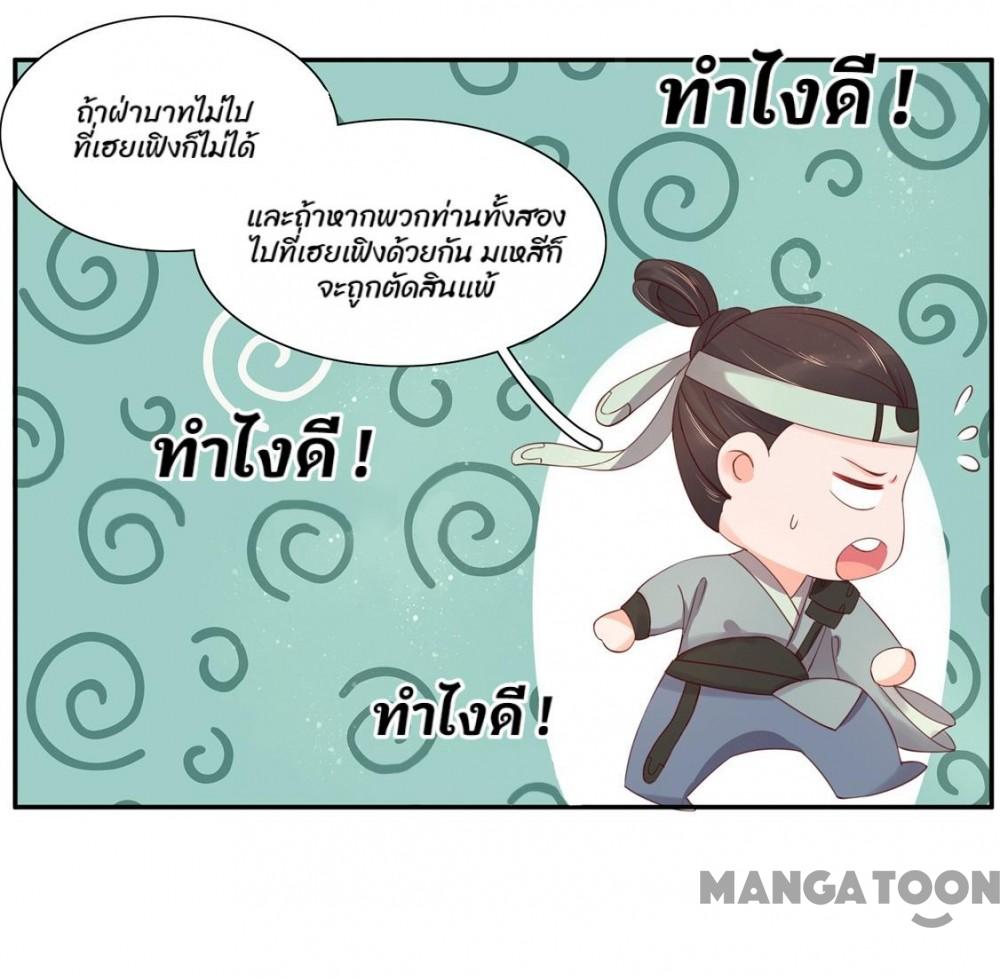 ทำไงดี !
ถ้าฝ่าบาทไม่ไป
ที่เฮยเฟิงก็ไม่ได้
และถ้าหากพวกท่านทั้งสอง
ไปที่เฮยเฟิงด้วยกัน มเหสีก็
จะถูกตัดสินแพ้
ทำไงดี !
ทำไงดี !
MANGATOON